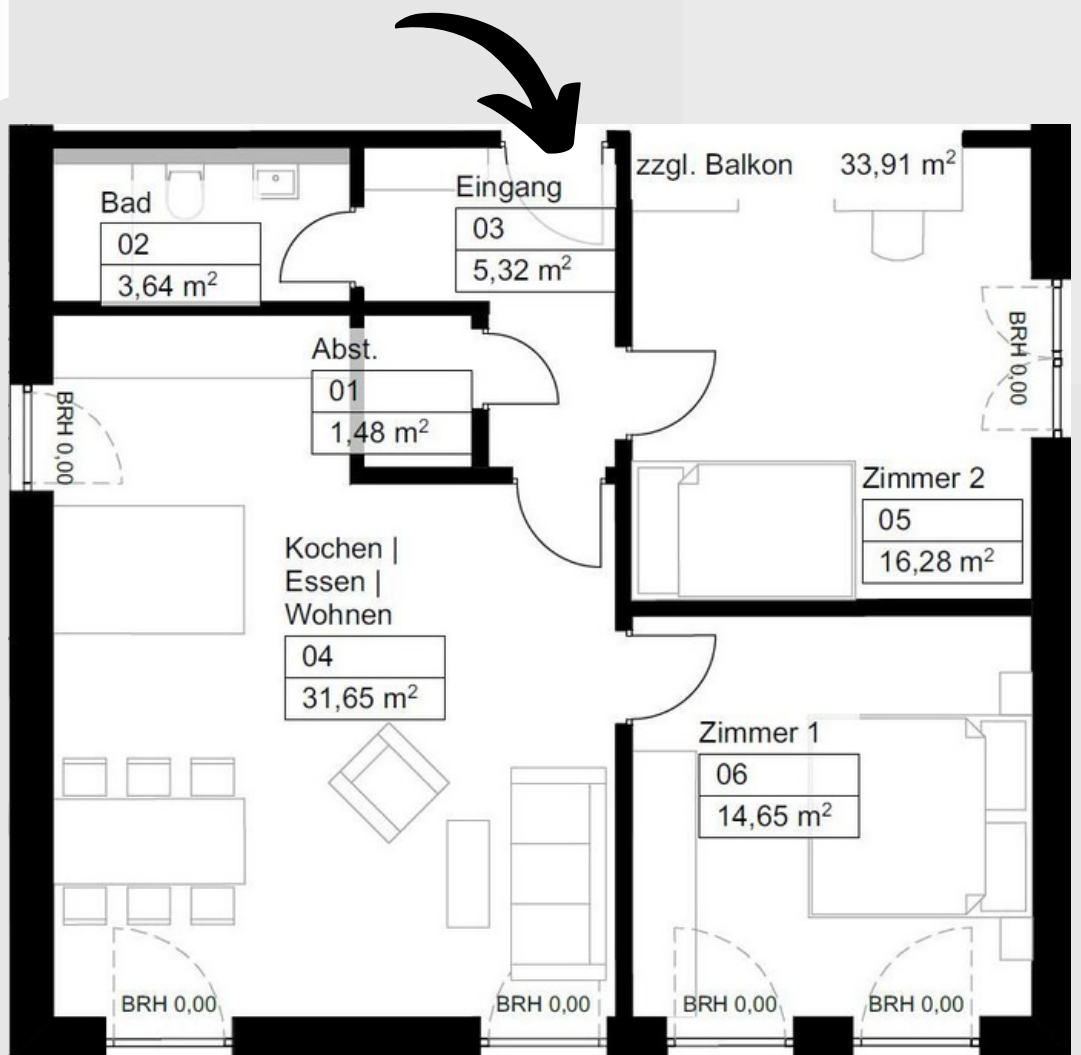 zzgl. Balkon 33,91 m²
Bad
02
3,64 m²
Eingang
03
5,32 m²
Abst.
01
1,48 m²
BRH 0,00
BRH 0,00
Zimmer 2
05
16,28 m²
Kochen |
Essen |
Wohnen
04
31,65 m²
Zimmer 1
06
14,65 m²
BRH 0,00
BRH 0,00
BRH 0,00
BRH 0,00